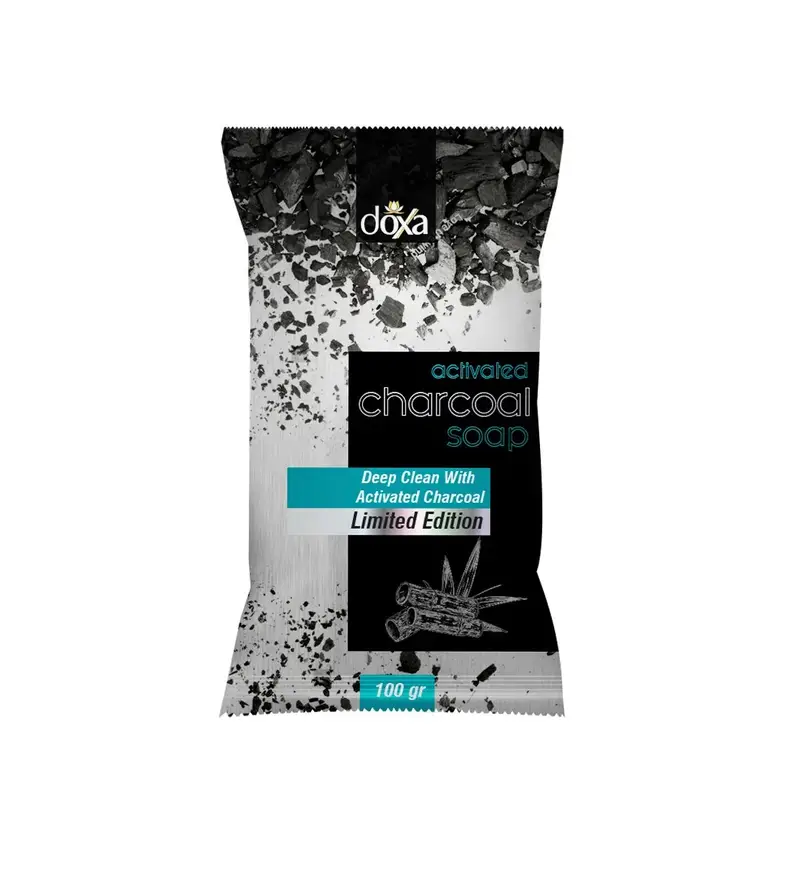 doxa
activated
charcoal
soap
Deep Clean With
Activated Charcoal
Limited Edition
100 gr